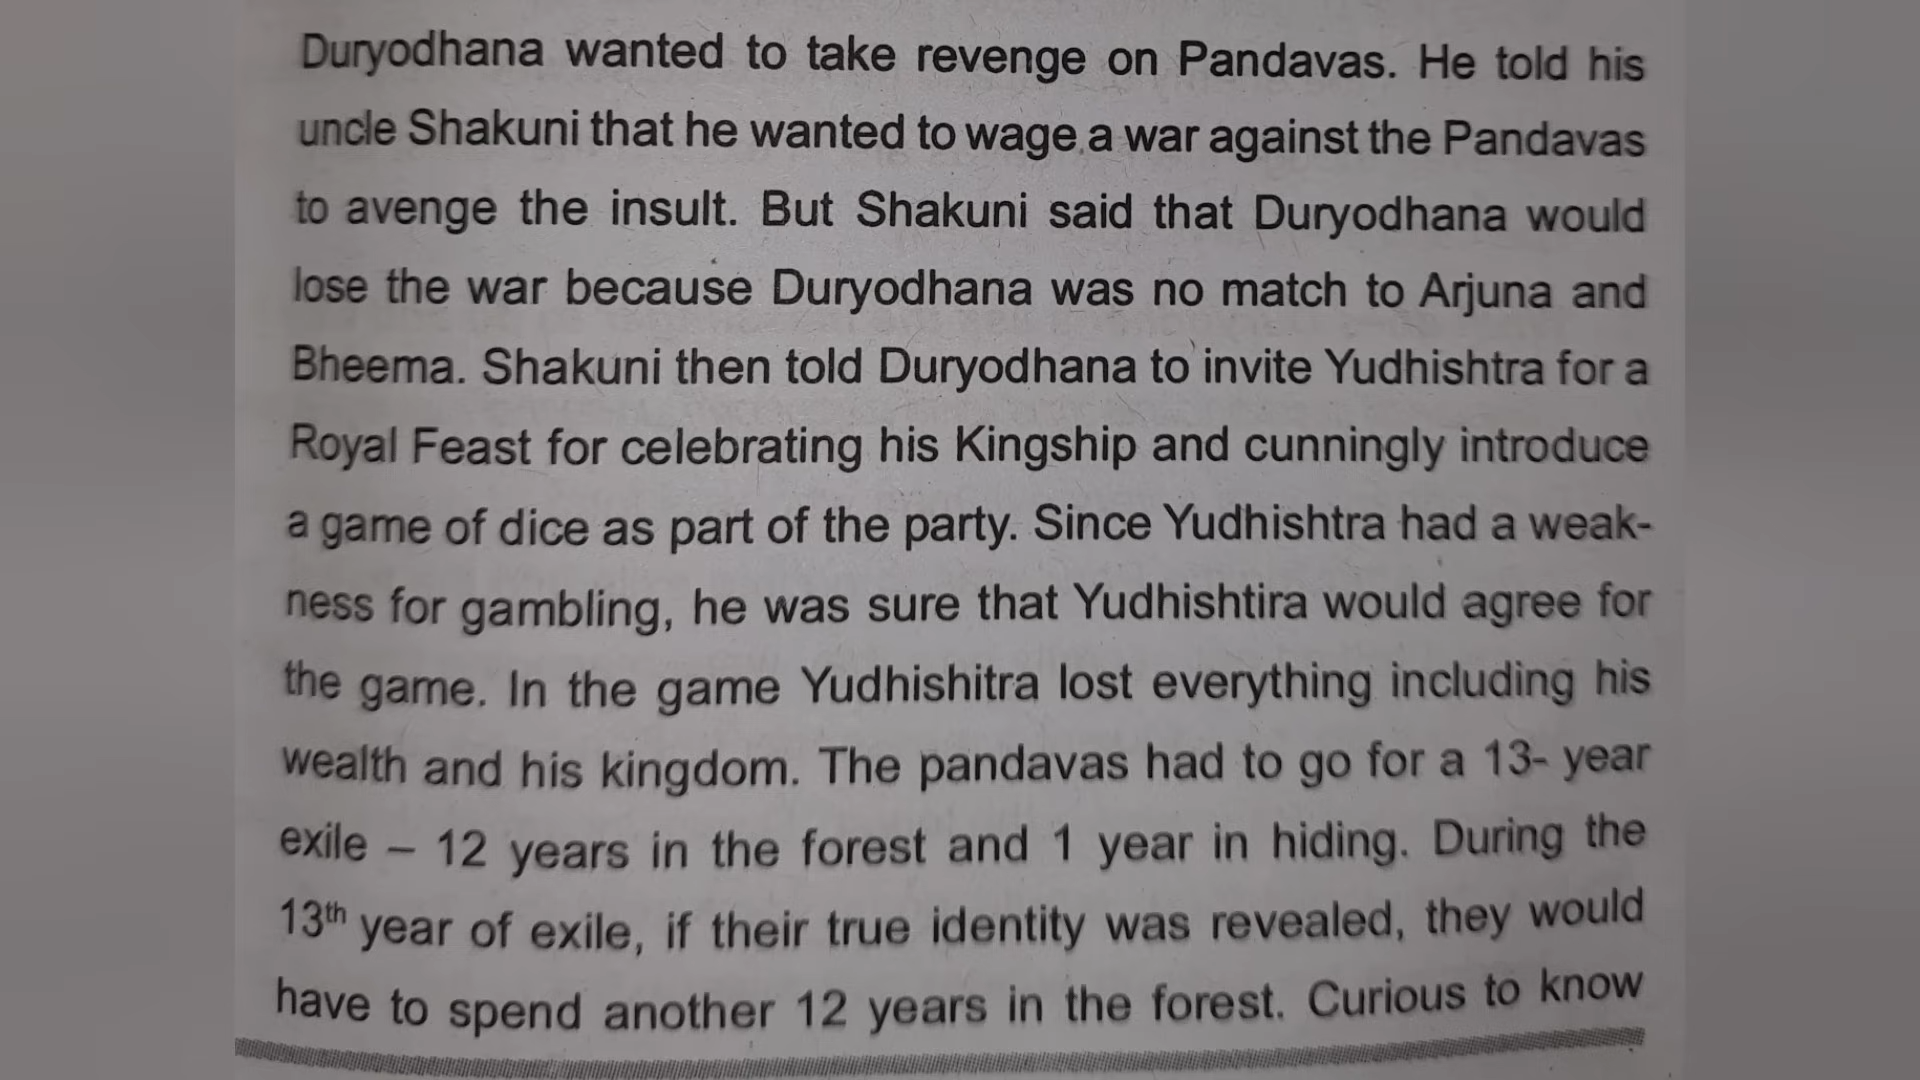 Duryodhana wanted to take revenge on Pandavas. He told his
uncle Shakuni that he wanted to wage a war against the Pandavas
to avenge the insult. But Shakuni said that Duryodhana would
lose the war because Duryodhana was no match to Arjuna and
Bheema. Shakuni then told Duryodhana to invite Yudhishtra for a
Royal Feast for celebrating his Kingship and cunningly introduce
a game of dice as part of the party. Since Yudhishtra had a weak-
ness for gambling, he was sure that Yudhishtira would agree for
the game. In the game Yudhishitra lost everything including his
wealth and his kingdom. The pandavas had to go for a 13- year
exile – 12 years in the forest and 1 year in hiding. During the
13th year of exile, if their true identity was revealed, they would
have to spend another 12 years in the forest. Curious to know